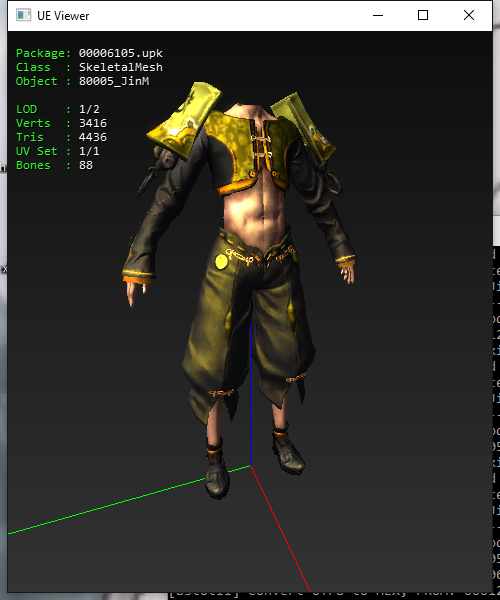 UE Viewer
Package: 00006105.upk
Class : SkeletalMesh
Object : 80005_JinM
LOD : 1/2
Verts : 3416
Tris : 4436
UV Set : 1/1
Bones : 88